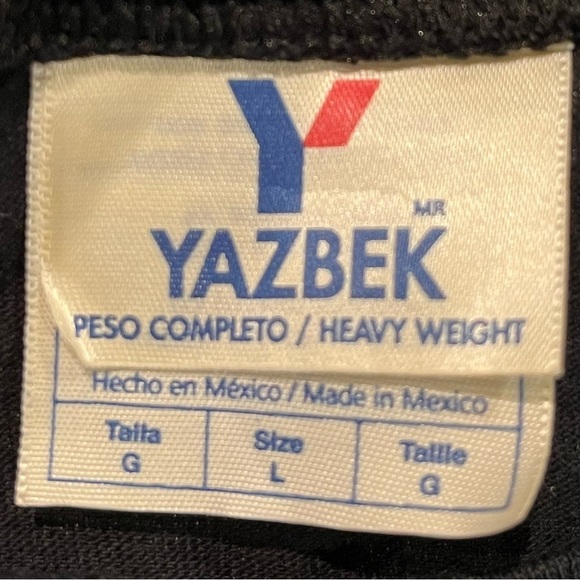 Y
MR
YAZBEK
PESO COMPLETO / HEAVY WEIGHT
Hecho en México / Made in Mexico
Talla Size Taille
G L G